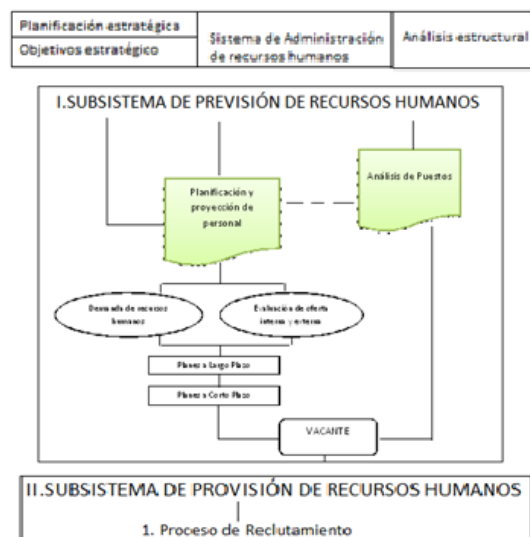 Planificación estratégica
Objetivos estratégico
Sistema de Administración
de recursos humanos
Análisis estructural
I.SUBSISTEMA DE PREVISIÓN DE RECURSOS HUMANOS
Planificación y
proyección de
personal
Análisis de Puestos
Demanda de recursos
humanos
Evaluación de oferta
interna y externa
Planes a Largo Plazo
Planes a Corto Plazo
VACANTE
II.SUBSISTEMA DE PROVISIÓN DE RECURSOS HUMANOS
1. Proceso de Reclutamiento